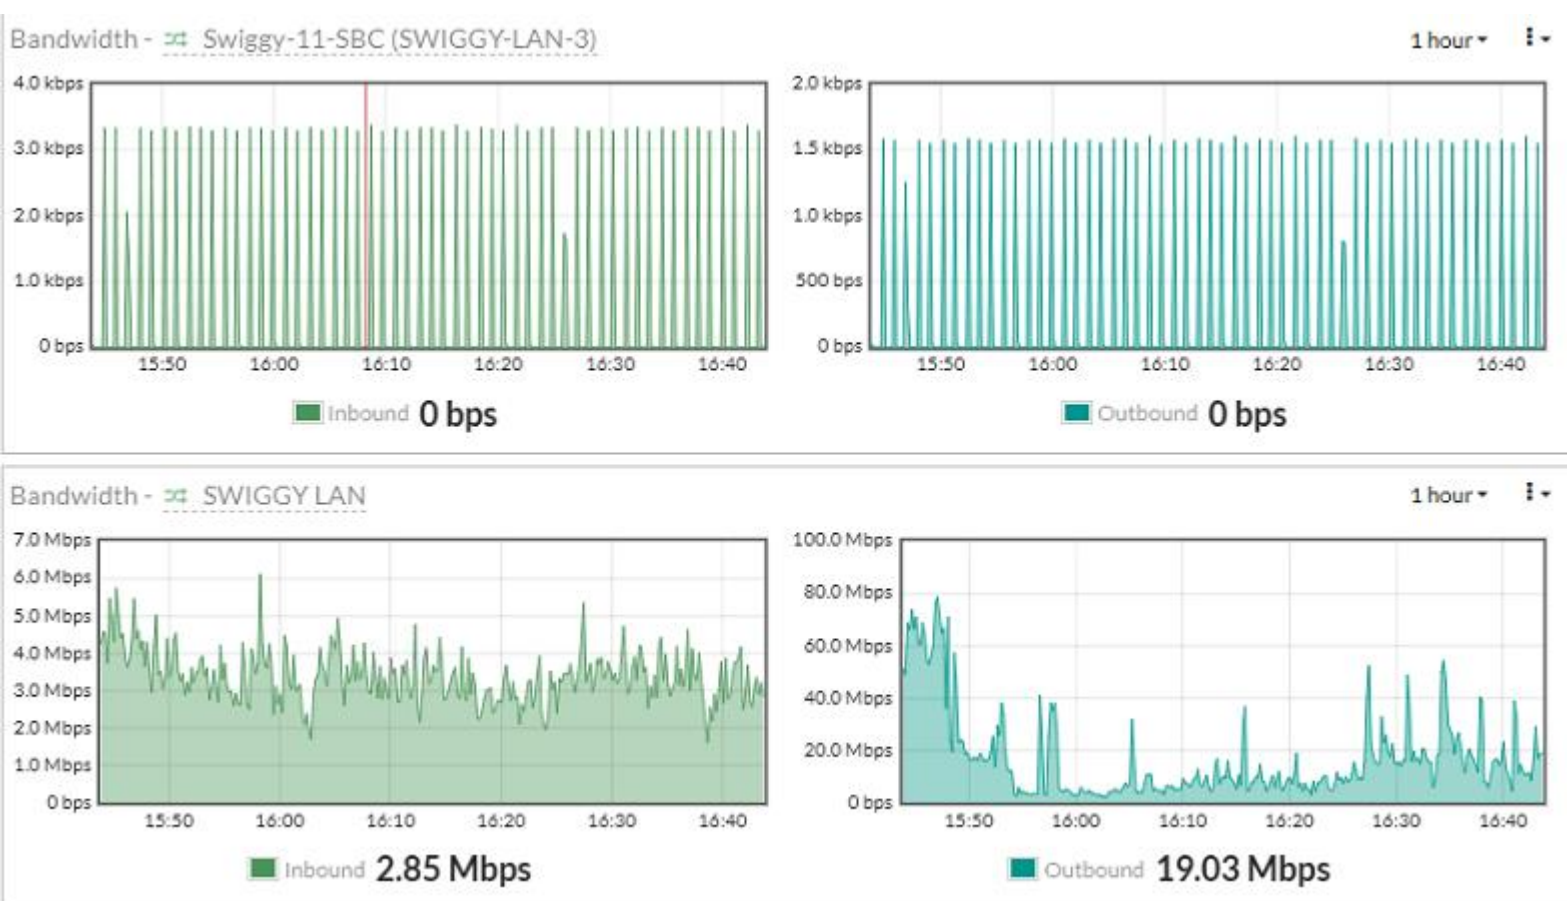 Bandwidth - Swiggy-11-SBC (SWIGGY-LAN-3) 1 hour
4.0 kbps
3.0 kbps
2.0 kbps
1.0 kbps
0 bps
15:50 16:00 16:10 16:20 16:30 16:40
Inbound 0 bps
2.0 kbps
1.5 kbps
1.0 kbps
500 bps
0 bps
15:50 16:00 16:10 16:20 16:30 16:40
Outbound 0 bps
Bandwidth - SWIGGY LAN 1 hour
7.0 Mbps
6.0 Mbps
5.0 Mbps
4.0 Mbps
3.0 Mbps
2.0 Mbps
1.0 Mbps
0 bps
15:50 16:00 16:10 16:20 16:30 16:40
Inbound 2.85 Mbps
100.0 Mbps
80.0 Mbps
60.0 Mbps
40.0 Mbps
20.0 Mbps
0 bps
15:50 16:00 16:10 16:20 16:30 16:40
Outbound 19.03 Mbps